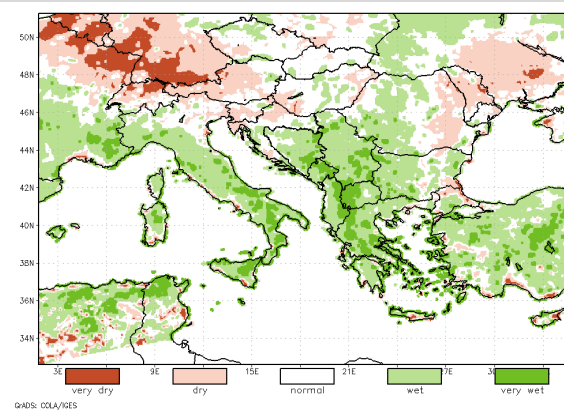 50N
48N
46N
44N
42N
40N
38N
36N
34N
3E 9E 15E 21E 27E
very dry dry normal wet very wet
GrADS: COLA/IGES